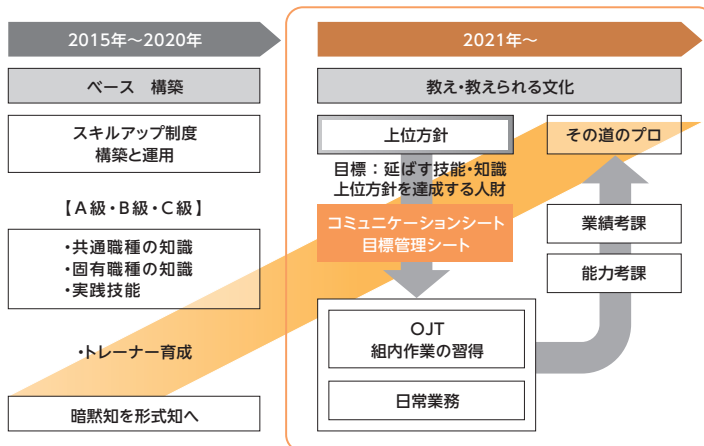 2015年～2020年
ベース　構築
スキルアップ制度
構築と運用
【A級・B級・C級】
・共通職種の知識
・固有職種の知識
・実践技能
・トレーナー育成
暗黙知を形式知へ
2021年～
教え・教えられる文化
上位方針
目標：延ばす技能・知識
上位方針を達成する人財
コミュニケーションシート
目標管理シート
OJT
組内作業の習得
日常業務
その道のプロ
業績考課
能力考課